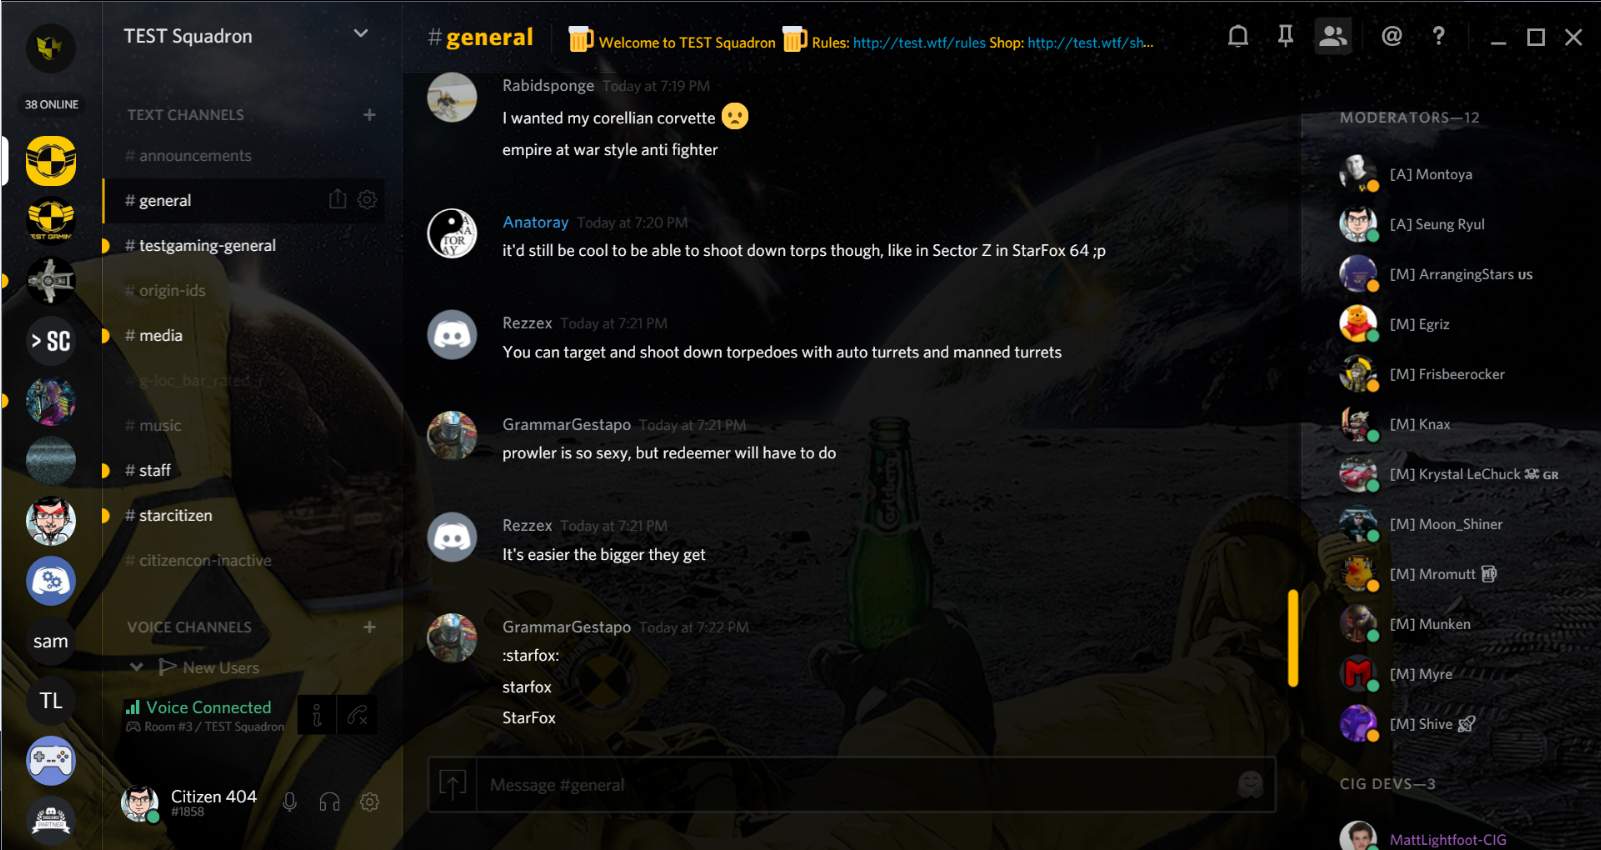 38 ONLINE
TEST GAMING
> SC
sam
TL
PARTNER
TEST Squadron
TEXT CHANNELS
# announcements
# general
# testgaming-general
# origin-ids
# media
# g-loc_bar_rated_r
# music
# staff
# starcitizen
# citizencon-inactive
VOICE CHANNELS
New Users
Voice Connected
Room #3 / TEST Squadron
Citizen 404
#1858
#general
Welcome to TEST Squadron Rules: http://test.wtf/rules Shop: http://test.wtf/sh...
Rabidsponge Today at 7:19 PM
I wanted my corellian corvette
empire at war style anti fighter
ANATORAY
Anatoray Today at 7:20 PM
it'd still be cool to be able to shoot down torps though, like in Sector Z in StarFox 64 ;p
Rezzex Today at 7:21 PM
You can target and shoot down torpedoes with auto turrets and manned turrets
GrammarGestapo Today at 7:21 PM
prowler is so sexy, but redeemer will have to do
Rezzex Today at 7:21 PM
It's easier the bigger they get
GrammarGestapo Today at 7:22 PM
:starfox:
starfox
StarFox
Carlsberg
Message #general
@ ?
MODERATORS—12
[A] Montoya
[A] Seung Ryul
[M] ArrangingStars US
[M] Egriz
[M] Frisbeerocker
[M] Knax
[M] Krystal LeChuck GR
[M] Moon_Shiner
[M] Mromutt
[M] Munken
[M] Myre
[M] Shive
CIG DEVS—3
MattLightfoot-CIG